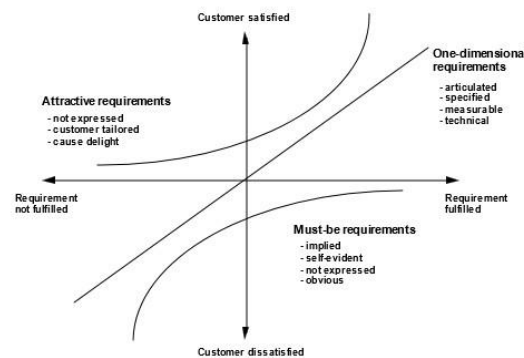 Customer satisfied
One-dimensiona
requirements
- articulated
- specified
- measurable
- technical
Attractive requirements
- not expressed
- customer tailored
- cause delight
Requirement
not fulfilled
Requirement
fulfilled
Must-be requirements
- implied
- self-evident
- not expressed
- obvious
Customer dissatisfied